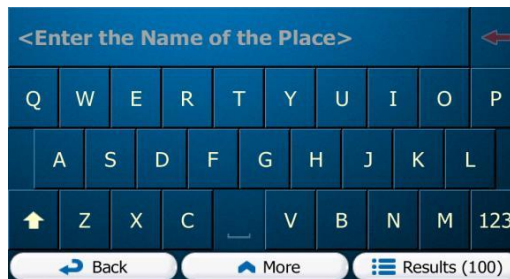 <Enter the Name of the Place>
Q W E R T Y U I O P
A S D F G H J K L
Z X C V B N M 123
Back More Results (100)